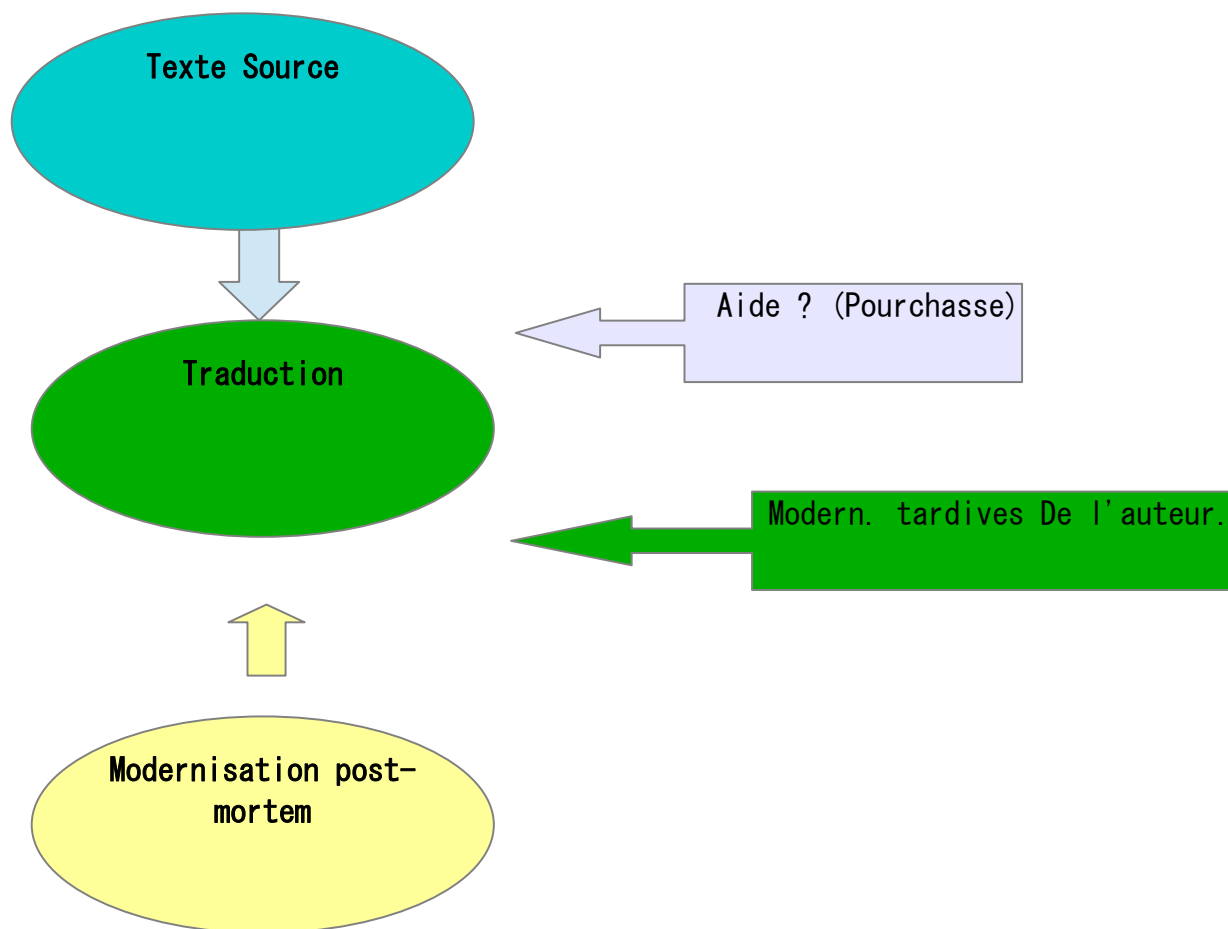 Texte Source
Aide ? (Pourchasse)
Traduction
Modern. tardives De l'auteur.
Modernisation post-
mortem